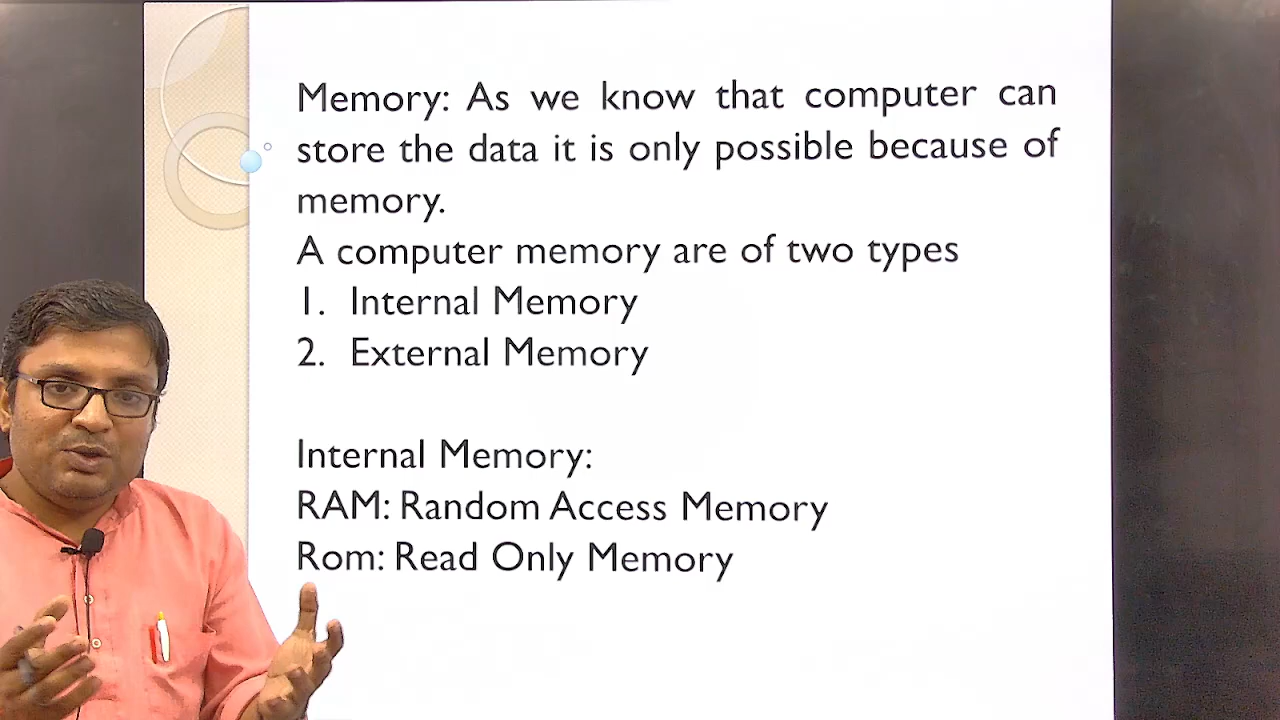 Memory: As we know that computer can
store the data it is only possible because of
memory.
A computer memory are of two types
1. Internal Memory
2. External Memory
Internal Memory:
RAM: Random Access Memory
Rom: Read Only Memory